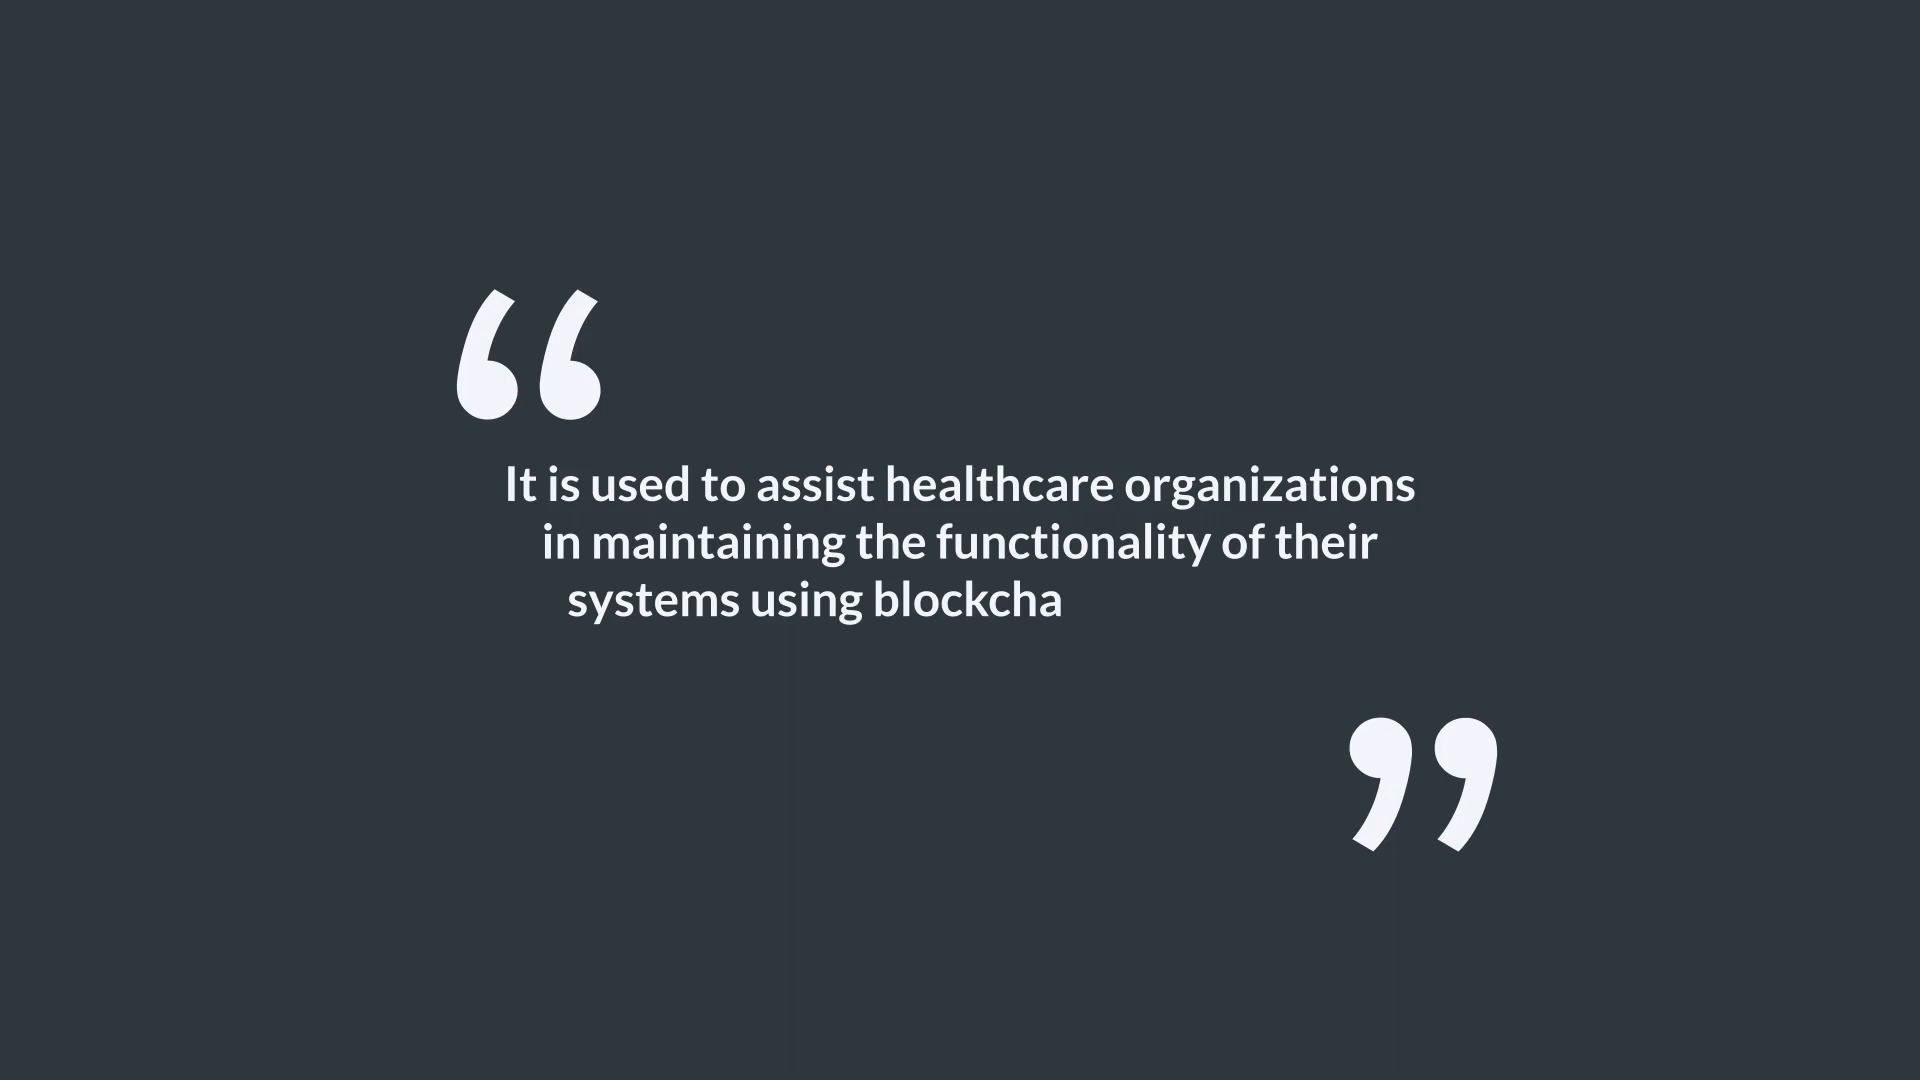 “
It is used to assist healthcare organizations
in maintaining the functionality of their
systems using blockcha
”